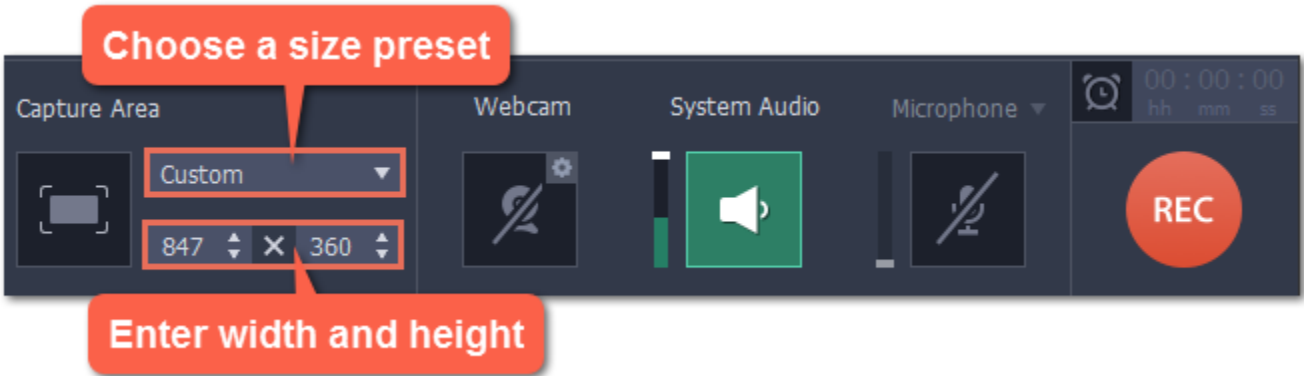 Choose a size preset
Capture Area
Custom
847 × 360
Enter width and height
Webcam
System Audio
Microphone
00 : 00 : 00
hh mm ss
REC